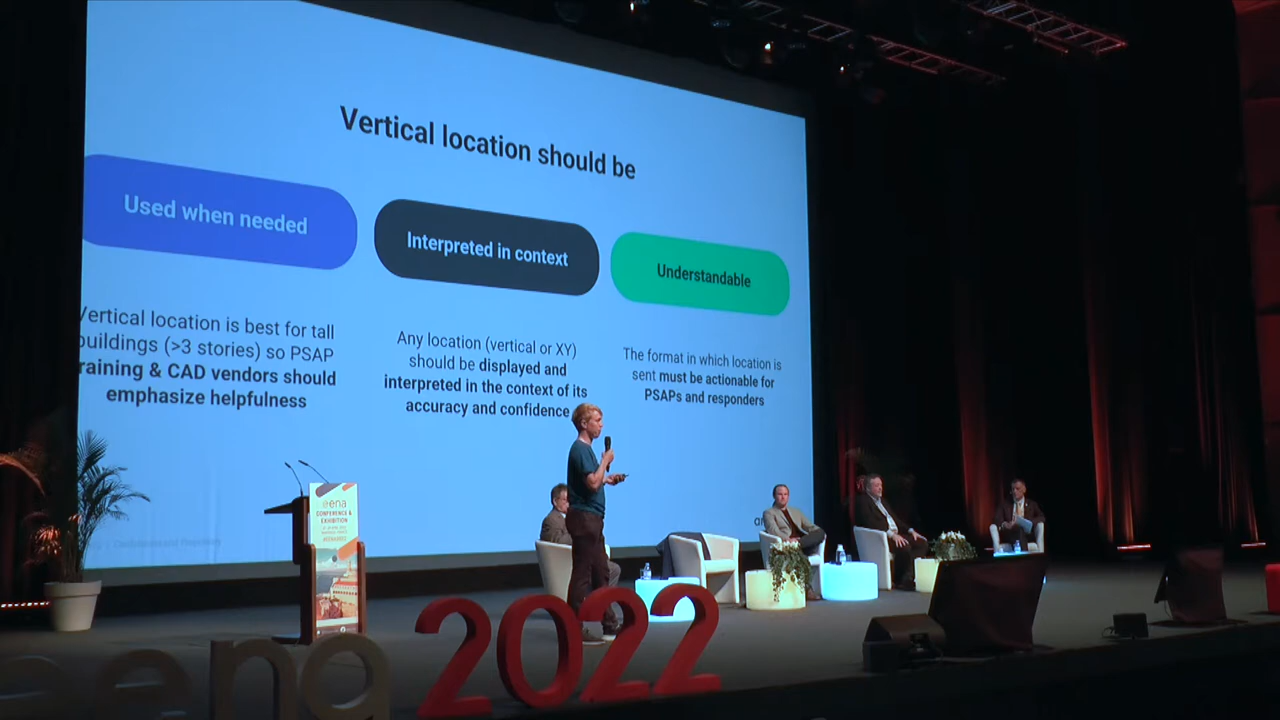 Vertical location should be
Used when needed
Interpreted in context
Understandable
Vertical location is best for tall
buildings (>3 stories) so PSAP
raining & CAD vendors should
emphasize helpfulness
Any location (vertical or XY)
should be displayed and
interpreted in the context of its
accuracy and confidence
The format in which location is
sent must be actionable for
PSAPs and responders
eena
CONFERENCE &
EXHIBITION
eena
2022